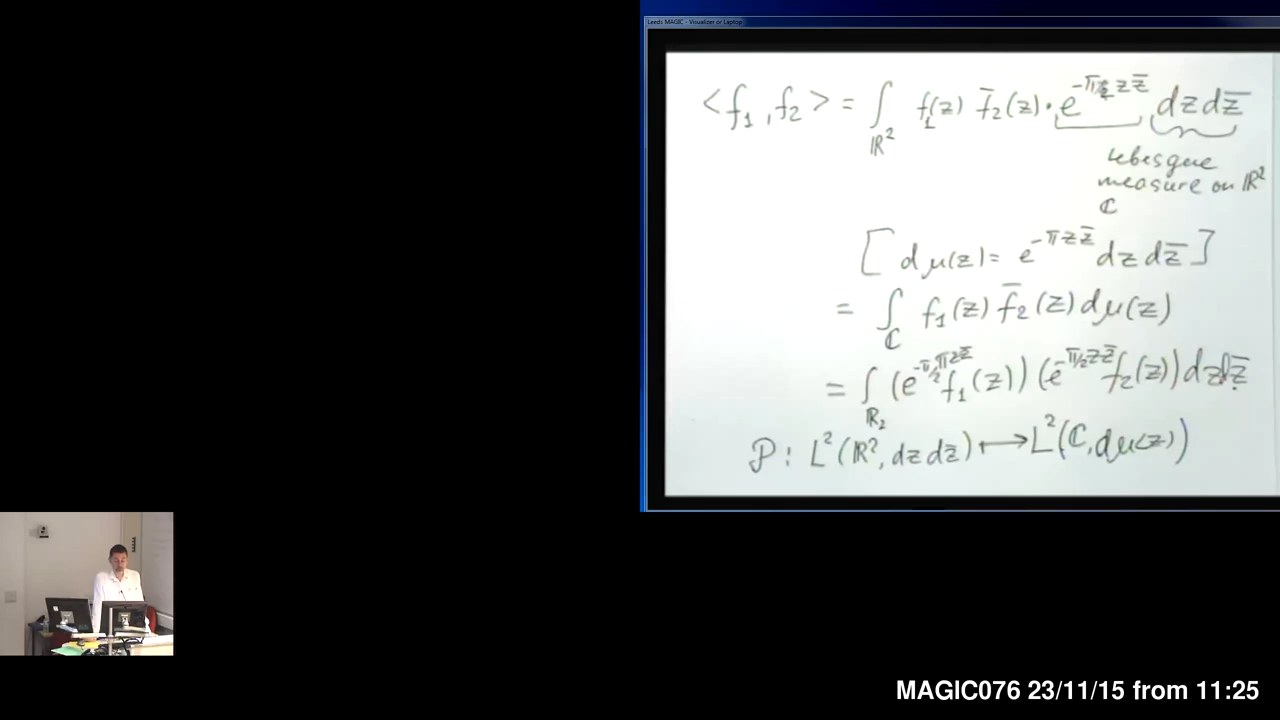 Leeds MAGIC - Visualizer or Laptop
<f₁, f₂> = ∫_{ℝ²} f₁(z) f̄₂(z) · e^{-π z z̄} dz dz̄
Lebesgue
measure on ℝ²
ℂ
[ dμ(z) = e^{-π z z̄} dz dz̄ ]
= ∫_ℂ f₁(z) f̄₂(z) dμ(z)
= ∫_{ℝ₂} (e^{-π/2 z z̄} f₁(z)) (e^{-π/2 z z̄} f₂(z)) dz dz̄
P : L²(ℝ², dz dz̄) ↦ L²(ℂ, dμ(z))
MAGIC076 23/11/15 from 11:25